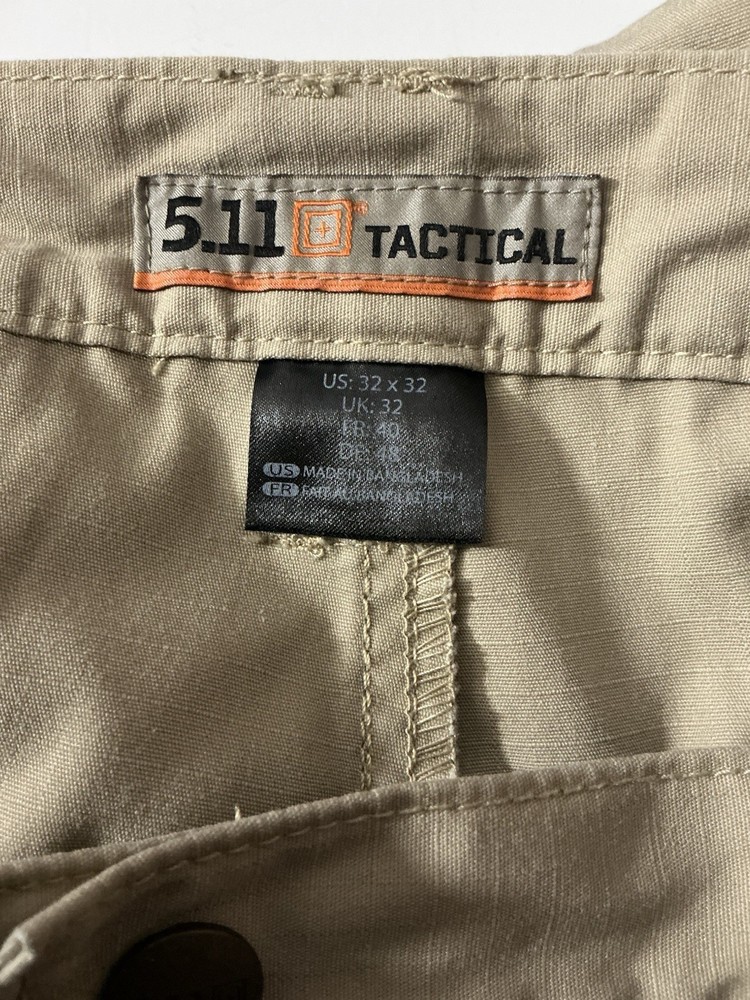 5.11 TACTICAL
US: 32 x 32
UK: 32
FR: 40
DE: 48
US MADE IN BANGLADESH
FR FAIT AU BANGLADESH